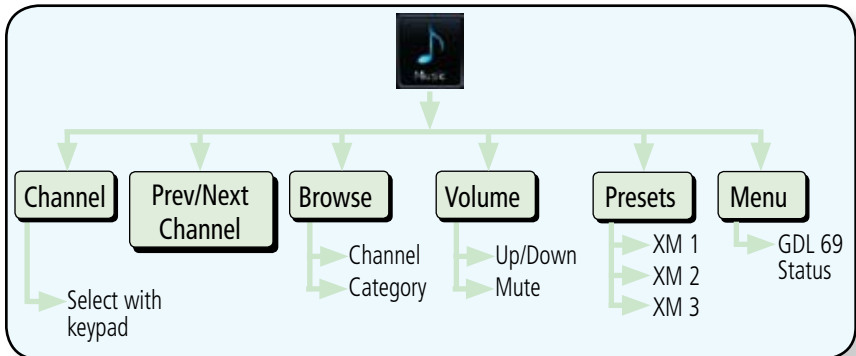 Music
Channel
Prev/Next
Channel
Browse
Volume
Presets
Menu
Select with
keypad
Channel
Category
Up/Down
Mute
XM 1
XM 2
XM 3
GDL 69
Status